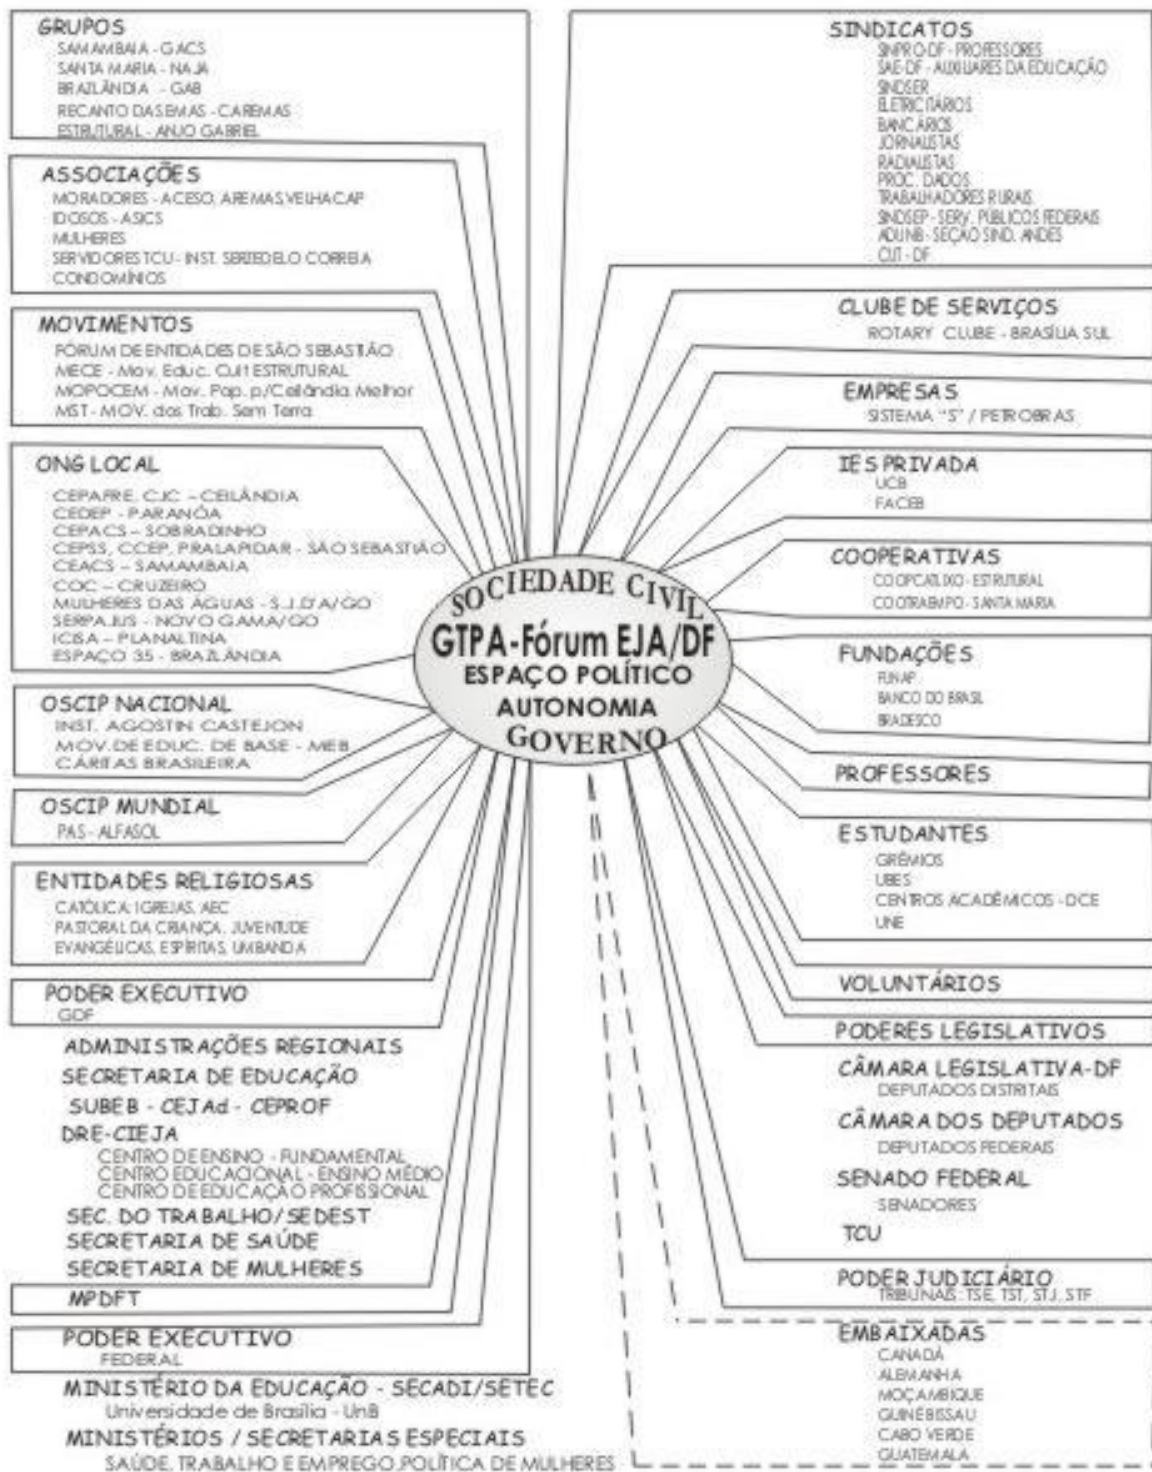 GRUPOS
SAMAMBAIA - GACS
SANTA MARIA - NAJA
BRAZLÂNDIA - GAB
RECANTO DAS EMAS - CAREMAS
ESTRUTURAL - ANJO GABRIEL
ASSOCIAÇÕES
MORADORES - ACESO, AREMAS, VELHACAP
IDOSOS - ASICS
MULHERES
SERVIDORES TCU - INST. SERZEDELO CORREIA
CONDOMÍNIOS
MOVIMENTOS
FÓRUM DE ENTIDADES DE SÃO SEBASTIÃO
MECE - Mov. Educ. Cult ESTRUTURAL
MOPOCEM - Mov. Pop. p/Ceilândia Melhor
MST - MOV. dos Trab. Sem Terra
ONG LOCAL
CEPAFRE, CJC – CEILÂNDIA
CEDEP - PARANÓA
CEPACS – SOBRADINHO
CEPSS, CCEP, PRALAPIDAR - SÃO SEBASTIÃO
CEACS – SAMAMBAIA
COC – CRUZEIRO
MULHERES DAS ÁGUAS - S.J.D'A/GO
SERPAJUS - NOVO GAMA/GO
ICISA – PLANALTINA
ESPAÇO 35 - BRAZLÂNDIA
OSCIP NACIONAL
INST. AGOSTIN CASTEJON
MOV. DE EDUC. DE BASE - MEB
CÁRITAS BRASILEIRA
OSCIP MUNDIAL
PAS - ALFASOL
ENTIDADES RELIGIOSAS
CATÓLICA: IGREJAS, AEC
PASTORAL DA CRIANÇA, JUVENTUDE
EVANGÉLICAS, ESPÍRITAS, UMBANDA
PODER EXECUTIVO
GDF
ADMINISTRAÇÕES REGIONAIS
SECRETARIA DE EDUCAÇÃO
SUBEB - CEJAd - CEPROF
DRE-CIEJA
CENTRO DE ENSINO - FUNDAMENTAL
CENTRO EDUCACIONAL - ENSINO MÉDIO
CENTRO DE EDUCAÇÃO PROFISSIONAL
SEC. DO TRABALHO/SEDEST
SECRETARIA DE SAÚDE
SECRETARIA DE MULHERES
MPDFT
PODER EXECUTIVO
FEDERAL
MINISTÉRIO DA EDUCAÇÃO - SECADI/SETEC
Universidade de Brasília - UnB
MINISTÉRIOS / SECRETARIAS ESPECIAIS
SAÚDE, TRABALHO E EMPREGO, POLÍTICA DE MULHERES
SOCIEDADE CIVIL
GTPA-Fórum EJA/DF
ESPAÇO POLÍTICO
AUTONOMIA
GOVERNO
SINDICATOS
SINPRO-DF - PROFESSORES
SAE-DF - AUXILIARES DA EDUCAÇÃO
SINDSER
ELETRICITÁRIOS
BANCÁRIOS
JORNALISTAS
RADIALISTAS
PROC. DADOS
TRABALHADORES RURAIS
SINDSEP - SERV. PÚBLICOS FEDERAIS
ADUNB - SEÇÃO SIND. ANDES
CUT - DF
CLUBE DE SERVIÇOS
ROTARY CLUBE - BRASÍLIA SUL
EMPRESAS
SISTEMA "S" / PETROBRAS
IES PRIVADA
UCB
FACEB
COOPERATIVAS
COOPCATLIXO - ESTRUTURAL
COOTRAEMPO - SANTA MARIA
FUNDAÇÕES
FUNAP
BANCO DO BRASIL
BRADESCO
PROFESSORES
ESTUDANTES
GRÊMIOS
UBES
CENTROS ACADÊMICOS - DCE
UNE
VOLUNTÁRIOS
PODERES LEGISLATIVOS
CÂMARA LEGISLATIVA-DF
DEPUTADOS DISTRITAIS
CÂMARA DOS DEPUTADOS
DEPUTADOS FEDERAIS
SENADO FEDERAL
SENADORES
TCU
PODER JUDICIÁRIO
TRIBUNAIS: TSE, TST, STJ, STF
EMBAIXADAS
CANADÁ
ALEMANHA
MOÇAMBIQUE
GUINÉ BISSAU
CABO VERDE
GUATEMALA